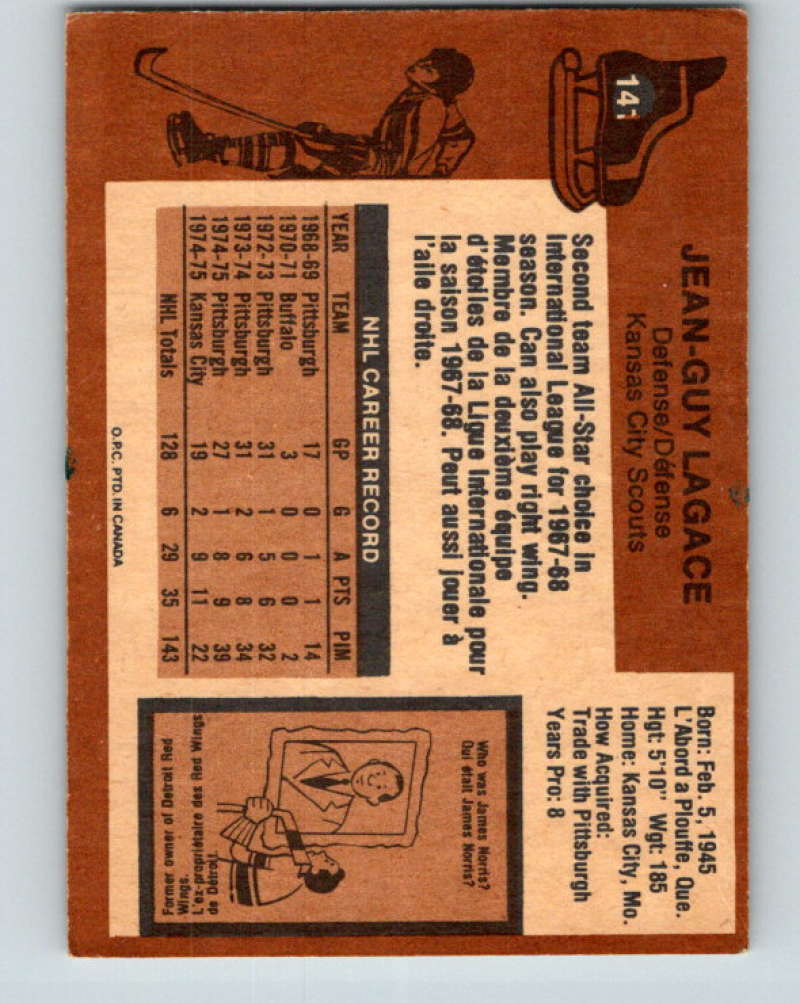 141
JEAN-GUY LAGACE
Defense/Défense
Kansas City Scouts
Born: Feb. 5, 1945
L'Abord a Plouffe, Que.
Hgt: 5'10" Wgt: 185
Home: Kansas City, Mo.
How Acquired:
Trade with Pittsburgh
Years Pro: 8
Second team All-Star choice in
International League for 1967-68
season. Can also play right wing.
Membre de la deuxième équipe
d'étoiles de la Ligue Internationale pour
la saison 1967-68. Peut aussi jouer à
l'aile droite.
NHL CAREER RECORD
YEAR TEAM GP G A PTS PIM
1968-69 Pittsburgh 17 0 1 1 14
1970-71 Buffalo 3 0 0 0 2
1972-73 Pittsburgh 31 1 5 6 32
1973-74 Pittsburgh 31 2 6 8 34
1974-75 Pittsburgh 27 1 8 9 39
1974-75 Kansas City 19 2 9 11 22
NHL Totals 128 6 29 35 143
Who was James Norris?
Qui était James Norris?
Former owner of Detroit Red
Wings.
L'ex-propriétaire des Red Wings
de Détroit.
O.P.C. PTD. IN CANADA